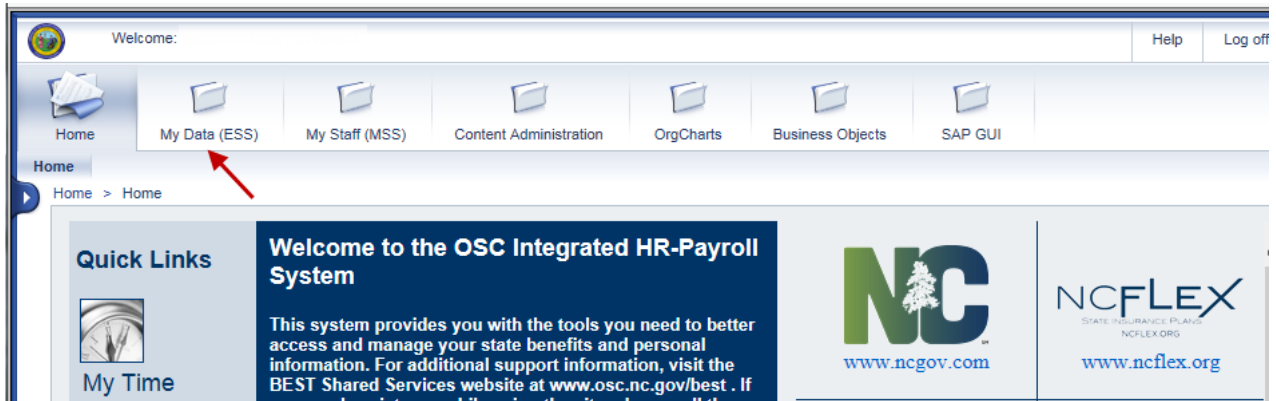 Welcome:
Help
Log off
Home
My Data (ESS)
My Staff (MSS)
Content Administration
OrgCharts
Business Objects
SAP GUI
Home
Home > Home
Quick Links
My Time
Welcome to the OSC Integrated HR-Payroll
System
This system provides you with the tools you need to better
access and manage your state benefits and personal
information. For additional support information, visit the
BEST Shared Services website at www.osc.nc.gov/best . If
NC
www.ncgov.com
NCFLEX
STATE INSURANCE PLANS
NCFLEX.ORG
www.ncflex.org